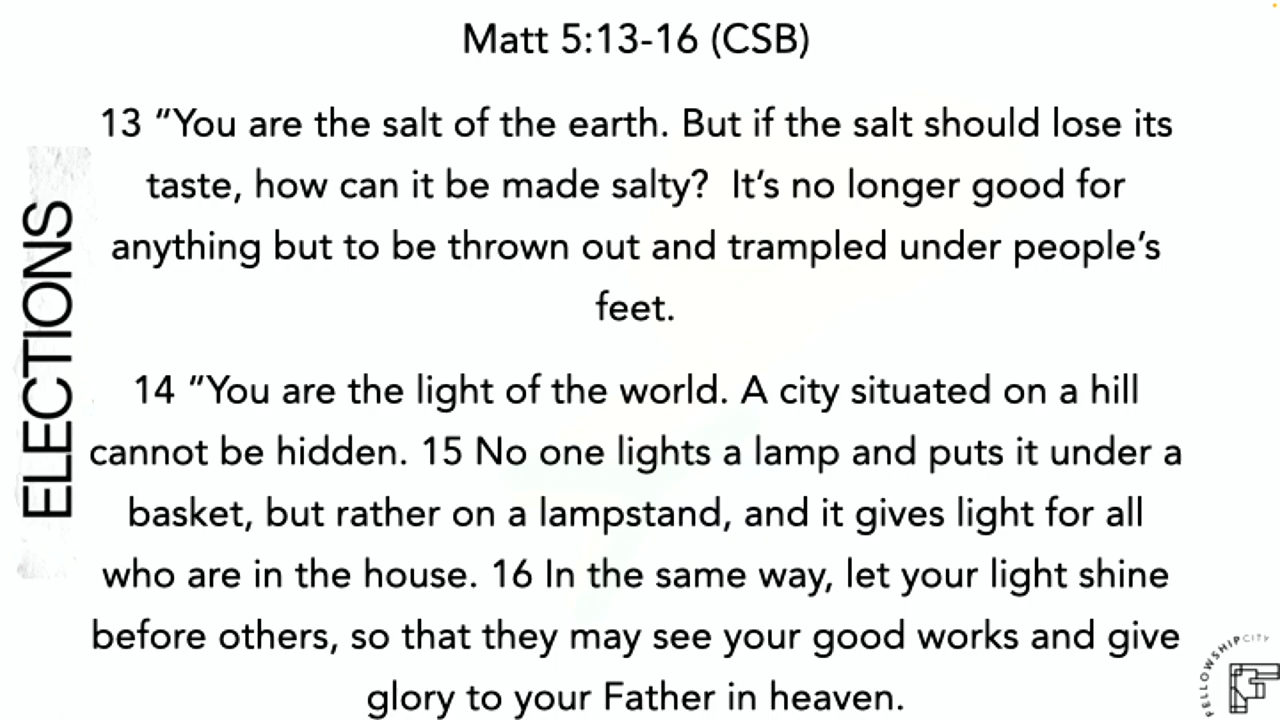 Matt 5:13-16 (CSB)
13 “You are the salt of the earth. But if the salt should lose its
taste, how can it be made salty?  It’s no longer good for
anything but to be thrown out and trampled under people’s
feet.
14 “You are the light of the world. A city situated on a hill
cannot be hidden. 15 No one lights a lamp and puts it under a
basket, but rather on a lampstand, and it gives light for all
who are in the house. 16 In the same way, let your light shine
before others, so that they may see your good works and give
glory to your Father in heaven.
ELECTIONS
FELLOWSHIPCITY